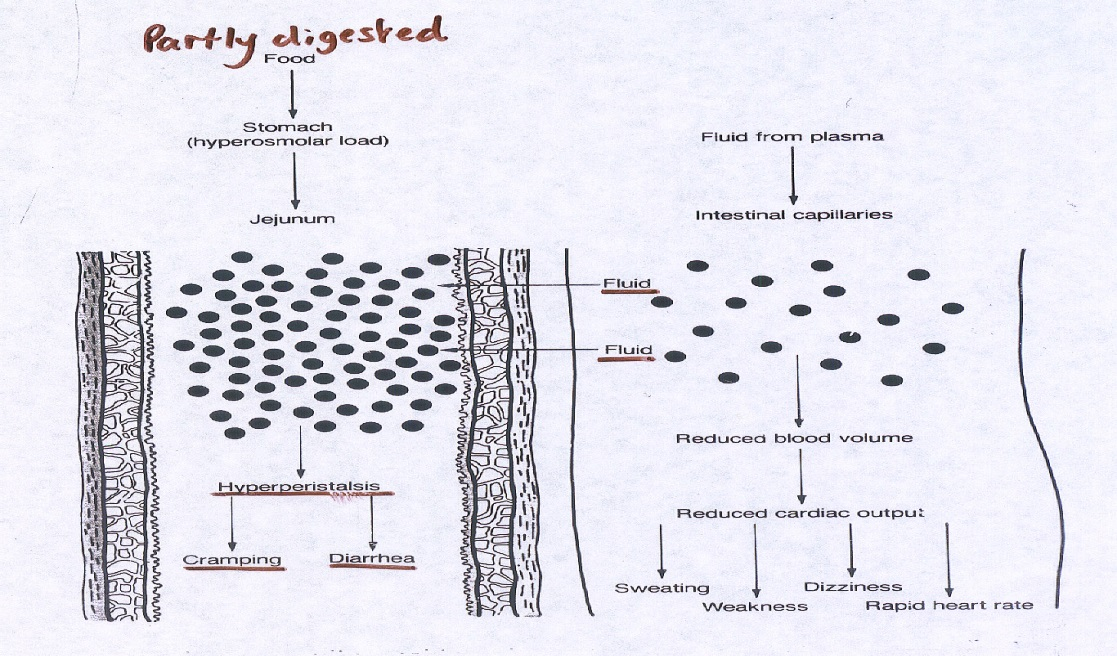 Partly digested
Food
Stomach
(hyperosmolar load)
Jejunum
Hyperperistalsis
Cramping
Diarrhea
Fluid from plasma
Intestinal capillaries
Fluid
Fluid
Reduced blood volume
Reduced cardiac output
Sweating
Weakness
Dizziness
Rapid heart rate